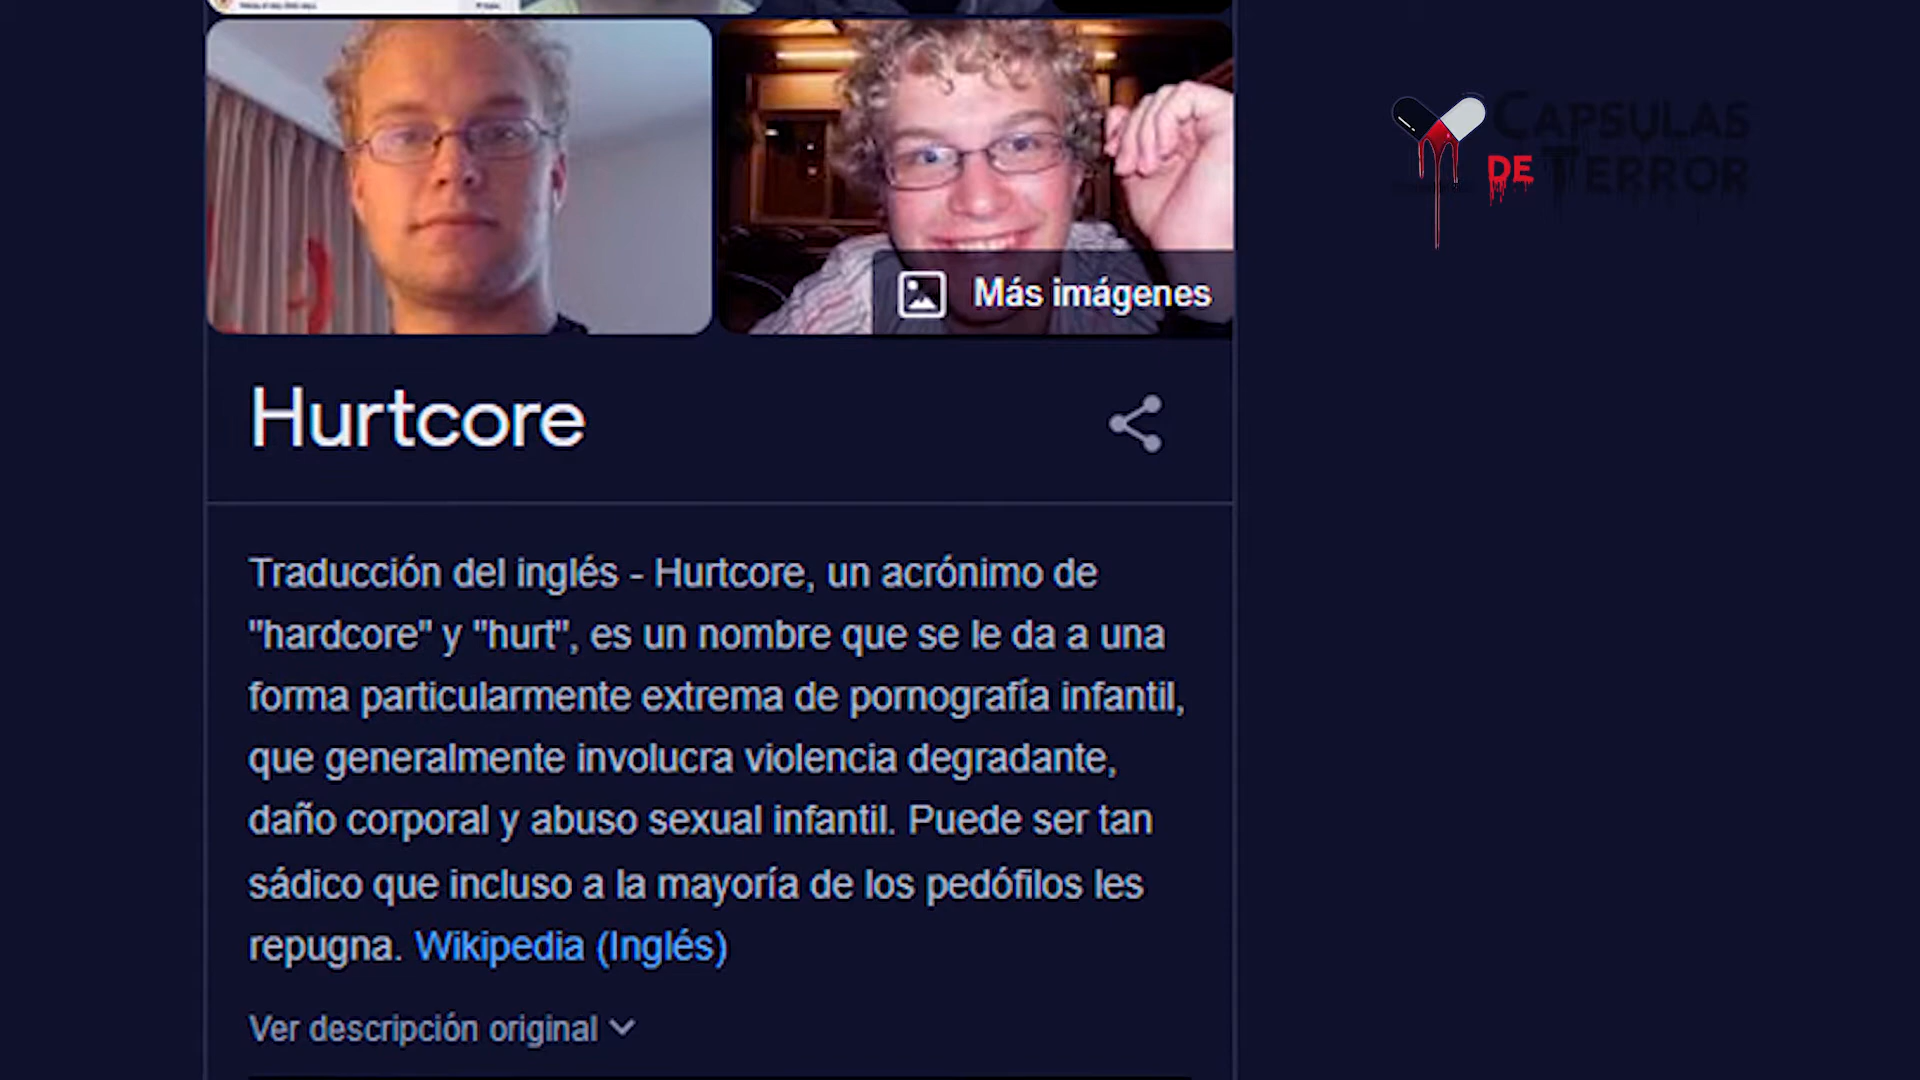 CAPSULAS
DE TERROR
Más imágenes
Hurtcore
Traducción del inglés - Hurtcore, un acrónimo de
"hardcore" y "hurt", es un nombre que se le da a una
forma particularmente extrema de pornografía infantil,
que generalmente involucra violencia degradante,
daño corporal y abuso sexual infantil. Puede ser tan
sádico que incluso a la mayoría de los pedófilos les
repugna. Wikipedia (Inglés)
Ver descripción original